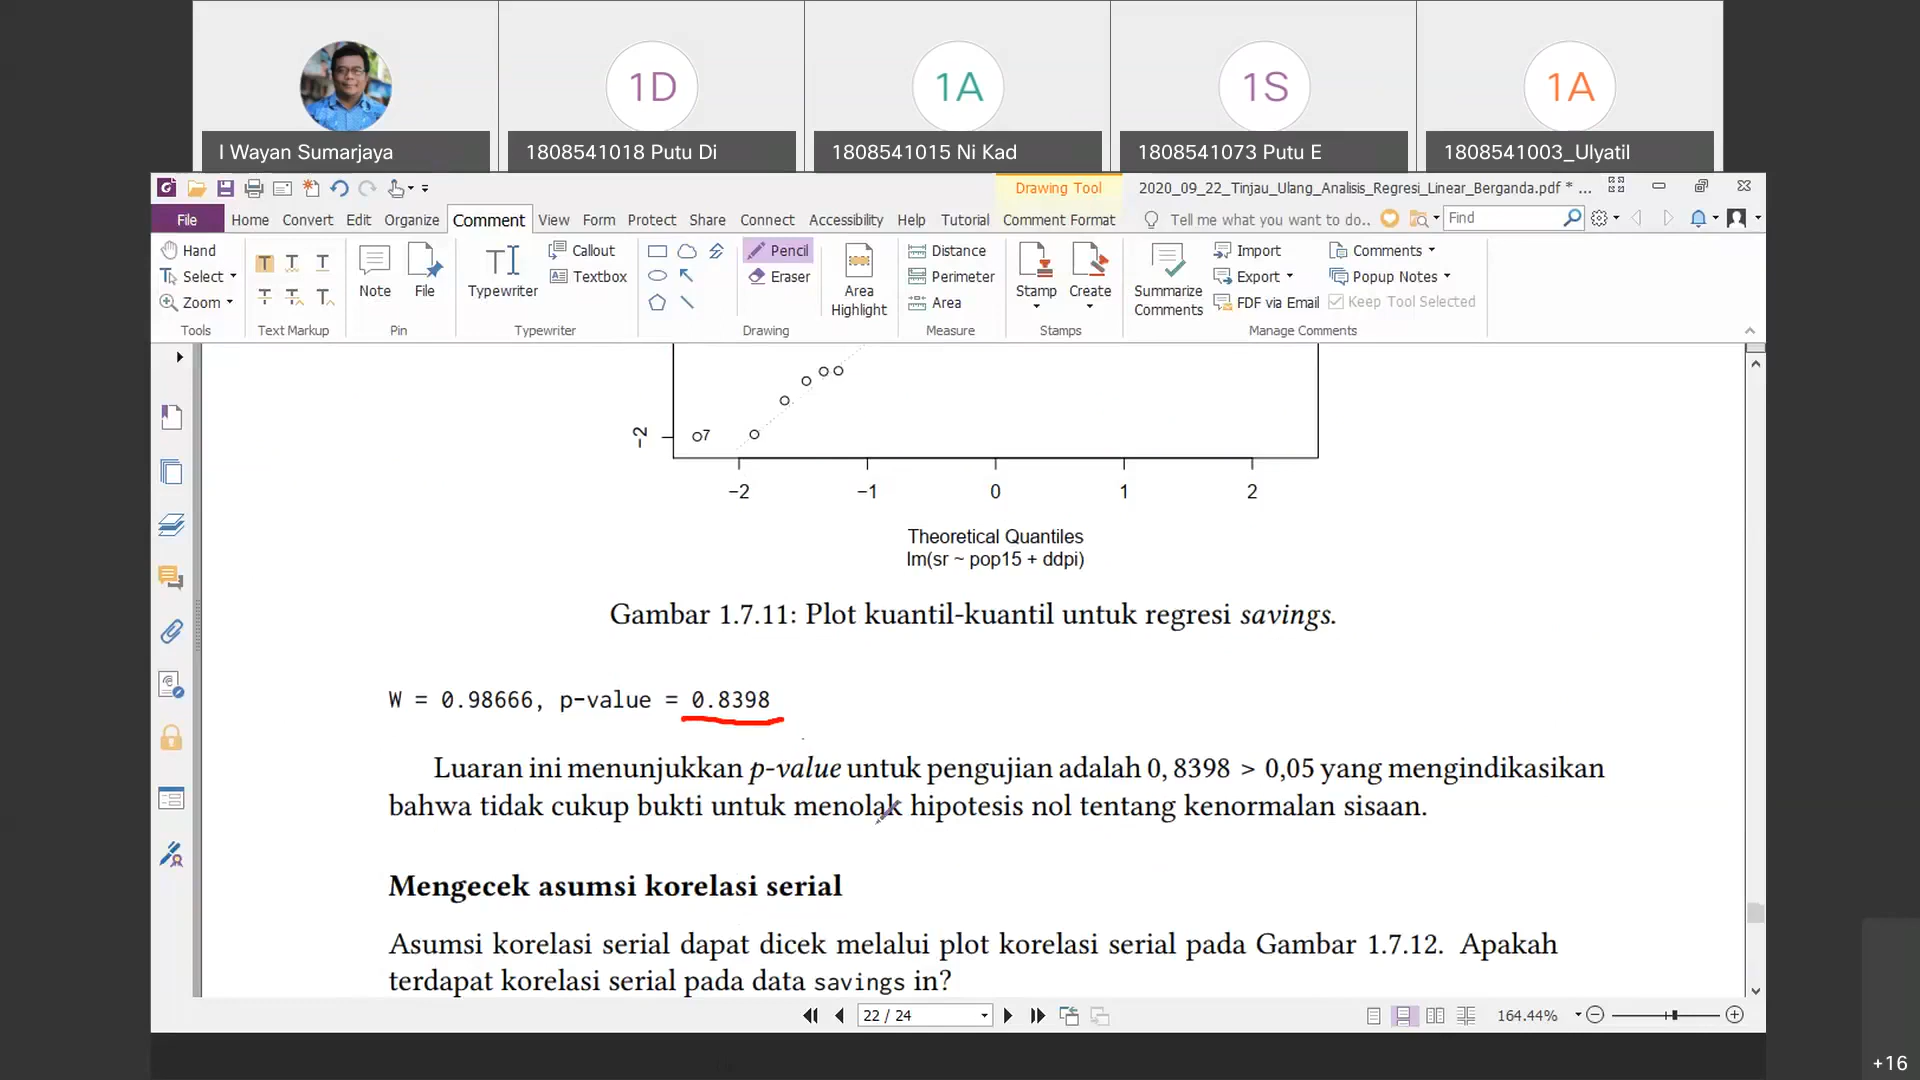 1D
1A
1S
1A
I Wayan Sumarjaya
1808541018 Putu Di
1808541015 Ni Kad
1808541073 Putu E
1808541003_Ulyatil
Drawing Tool
2020_09_22_Tinjau_Ulang_Analisis_Regresi_Linear_Berganda.pdf * ...
File Home Convert Edit Organize Comment View Form Protect Share Connect Accessibility Help Tutorial Comment Format Tell me what you want to do.. Find
Hand
Select
Zoom
Tools
Text Markup
Note
File
Pin
Typewriter
Callout
Textbox
Typewriter
Pencil
Eraser
Drawing
Area
Highlight
Distance
Perimeter
Area
Measure
Stamp
Create
Stamps
Summarize
Comments
Import
Export
FDF via Email
Comments
Popup Notes
Keep Tool Selected
Manage Comments
−2
7
−2 −1 0 1 2
Theoretical Quantiles
lm(sr ~ pop15 + ddpi)
Gambar 1.7.11: Plot kuantil-kuantil untuk regresi savings.
W = 0.98666, p-value = 0.8398
Luaran ini menunjukkan p-value untuk pengujian adalah 0, 8398 > 0,05 yang mengindikasikan
bahwa tidak cukup bukti untuk menolak hipotesis nol tentang kenormalan sisaan.
Mengecek asumsi korelasi serial
Asumsi korelasi serial dapat dicek melalui plot korelasi serial pada Gambar 1.7.12. Apakah
terdapat korelasi serial pada data savings in?
22 / 24
164.44%
+16